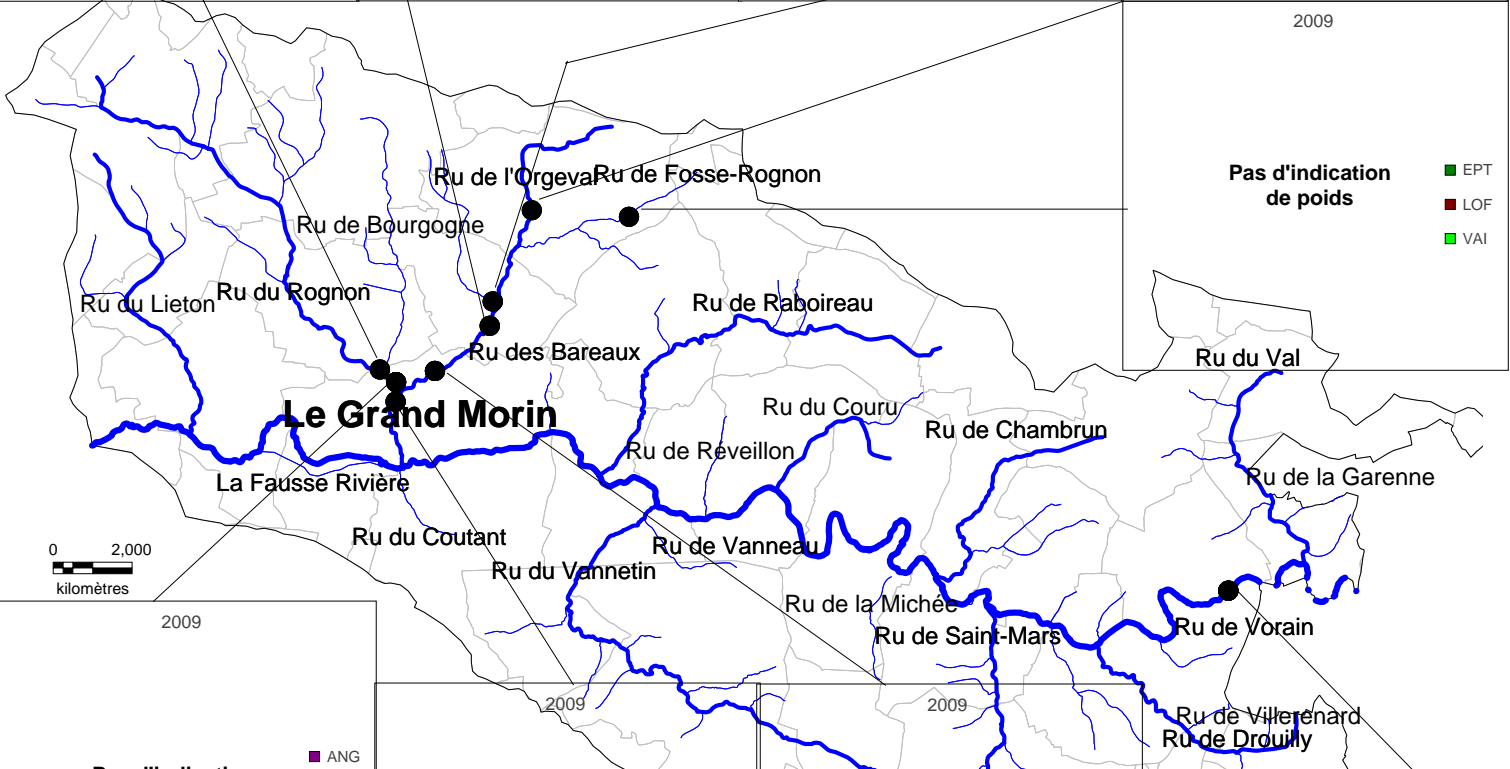 2009
Pas d'indication
de poids
EPT
LOF
VAI
Ru de l'Orgeval
Ru de Fosse-Rognon
Ru de Bourgogne
Ru du Lieton
Ru du Rognon
Ru de Raboireau
Ru des Bareaux
Ru du Val
Le Grand Morin
Ru du Couru
Ru de Chambrun
Ru de Réveillon
La Fausse Rivière
Ru de la Garenne
Ru du Coutant
Ru de Vanneau
0 2,000
kilomètres
Ru du Vannetin
Ru de la Michée
2009
Ru de Vorain
Ru de Saint-Mars
2009
2009
Ru de Villerenard
Ru de Drouilly
ANG